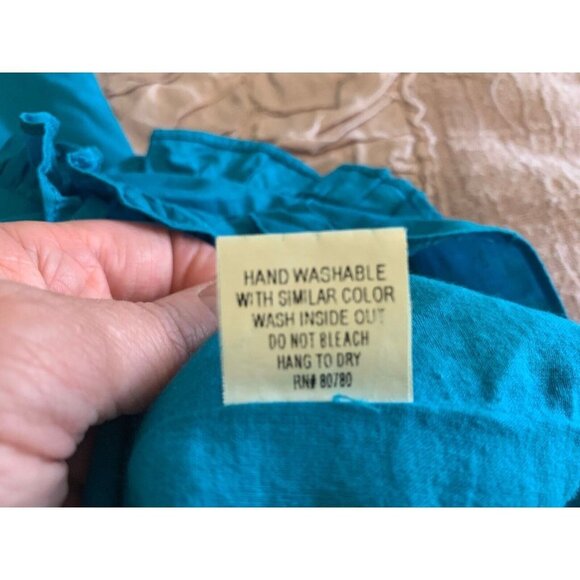 HAND WASHABLE
WITH SIMILAR COLOR
WASH INSIDE OUT
DO NOT BLEACH
HANG TO DRY
RN# 80780